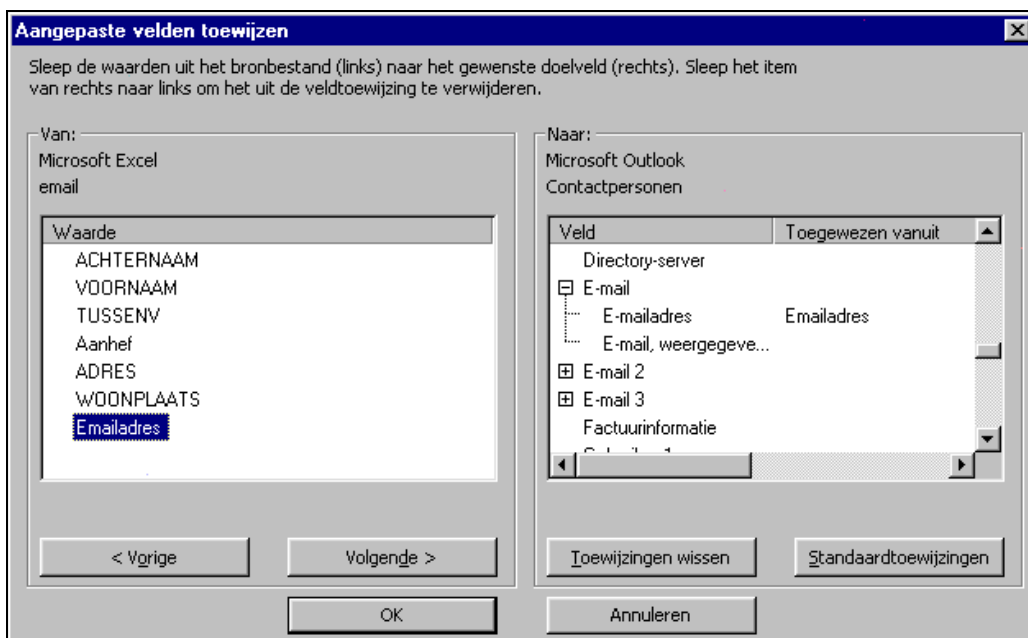 Aangepaste velden toewijzen
Sleep de waarden uit het bronbestand (links) naar het gewenste doelveld (rechts). Sleep het item
van rechts naar links om het uit de veldtoewijzing te verwijderen.
Van:
Microsoft Excel
email
Waarde
ACHTERNAAM
VOORNAAM
TUSSENV
Aanhef
ADRES
WOONPLAATS
Emailadres
< Vorige
Volgende >
Naar:
Microsoft Outlook
Contactpersonen
Veld Toegewezen vanuit
Directory-server
E-mail
E-mailadres Emailadres
E-mail, weergegeve...
E-mail 2
E-mail 3
Factuurinformatie
Toewijzingen wissen
Standaardtoewijzingen
OK
Annuleren